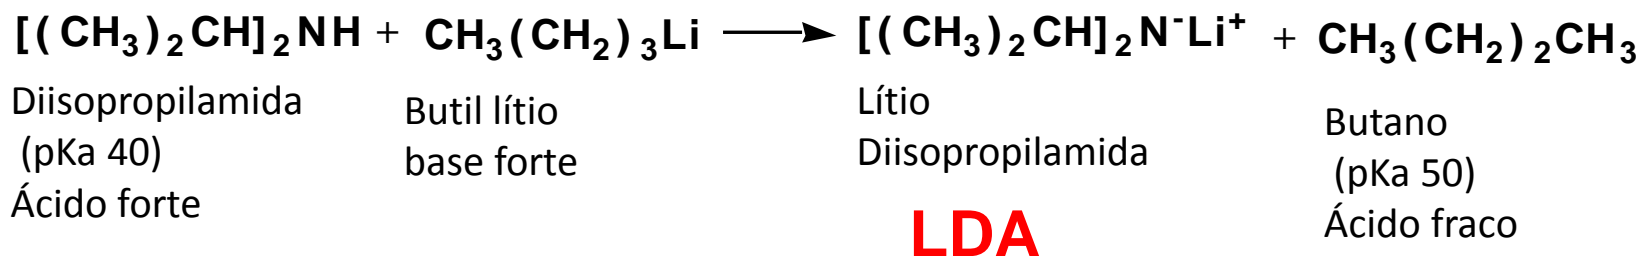 [(CH₃)₂CH]₂NH + CH₃(CH₂)₃Li ⟶ [(CH₃)₂CH]₂N⁻Li⁺ + CH₃(CH₂)₂CH₃
Diisopropilamida
(pKa 40)
Ácido forte
Butil lítio
base forte
Lítio
Diisopropilamida
LDA
Butano
(pKa 50)
Ácido fraco